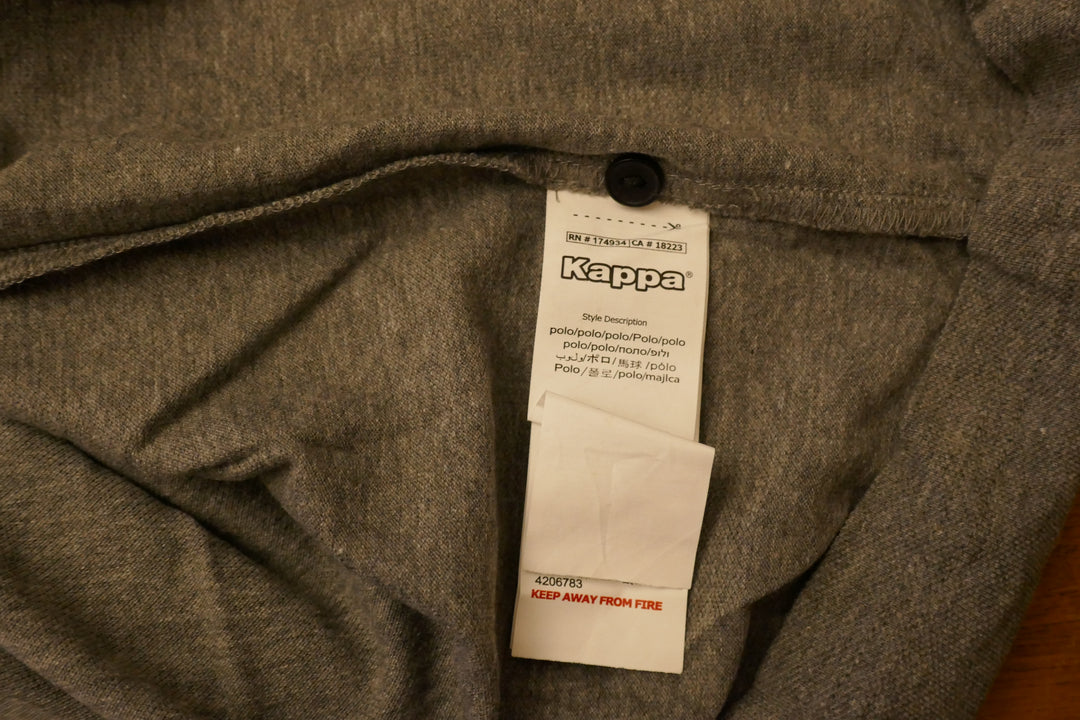 RN # 174934 CA # 18223
Kappa®
Style Description
polo/polo/polo/Polo/polo
polo/polo/поло/פולו
بولو/ポロ/馬球/pólo
Polo/폴로/polo/majica
4206783
KEEP AWAY FROM FIRE